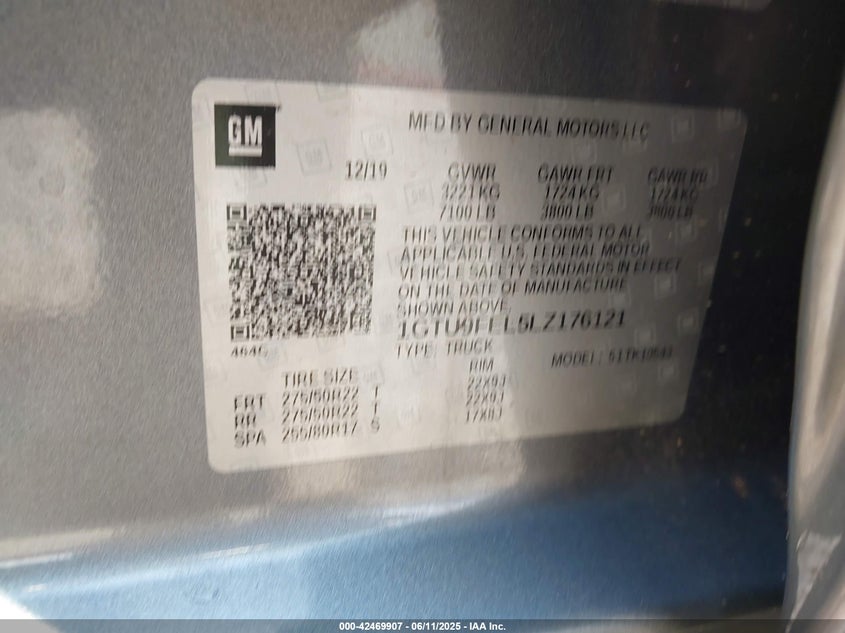 GM
MFD BY GENERAL MOTORS LLC
12/19 GVWR GAWR FRT GAWR RR
3221 KG 1724 KG 1724 KG
7100 LB 3800 LB 3800 LB
THIS VEHICLE CONFORMS TO ALL
APPLICABLE U.S. FEDERAL MOTOR
VEHICLE SAFETY STANDARDS IN EFFECT
ON THE DATE OF MANUFACTURE
SHOWN ABOVE.
1GTU9FEL5LZ176121
TYPE: TRUCK MODEL:
TIRE SIZE RIM
FRT 275/50R22 T 22X9J
RR 275/50R22 T 22X9J
SPA 255/80R17 S 17X8J
000-42469907 - 06/11/2025 - IAA Inc.